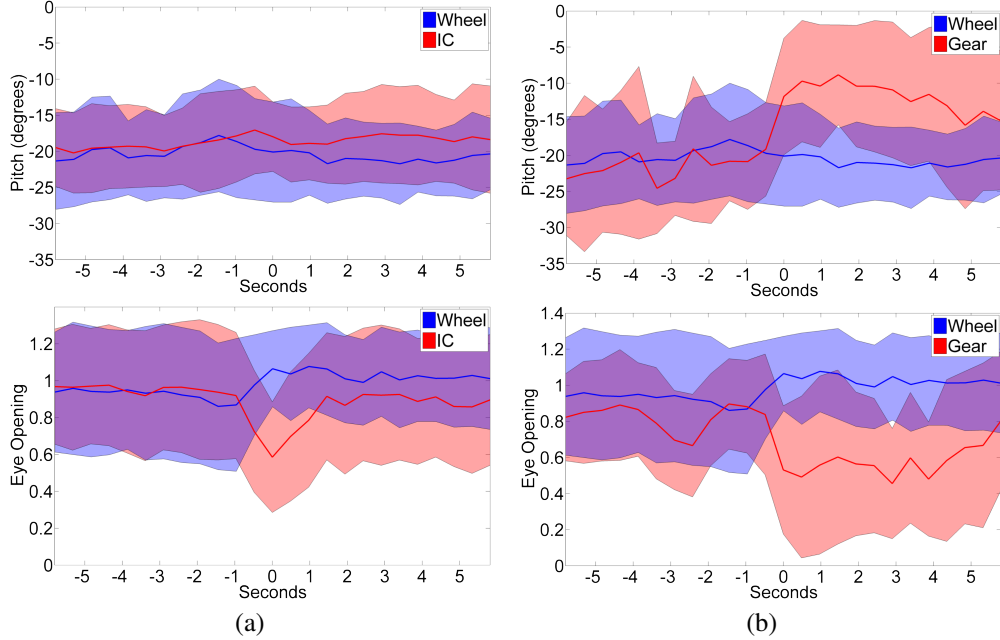 0
-5
-10
-15
-20
-25
-30
-35
Pitch (degrees)
-5 -4 -3 -2 -1 0 1 2 3 4 5
Seconds
Wheel
IC
0
-5
-10
-15
-20
-25
-30
-35
Pitch (degrees)
-5 -4 -3 -2 -1 0 1 2 3 4 5
Seconds
Wheel
Gear
1.2
1
0.8
0.6
0.4
0.2
0
Eye Opening
-5 -4 -3 -2 -1 0 1 2 3 4 5
Seconds
Wheel
IC
1.4
1.2
1
0.8
0.6
0.4
0.2
0
Eye Opening
-5 -4 -3 -2 -1 0 1 2 3 4 5
Seconds
Wheel
Gear
(a)
(b)